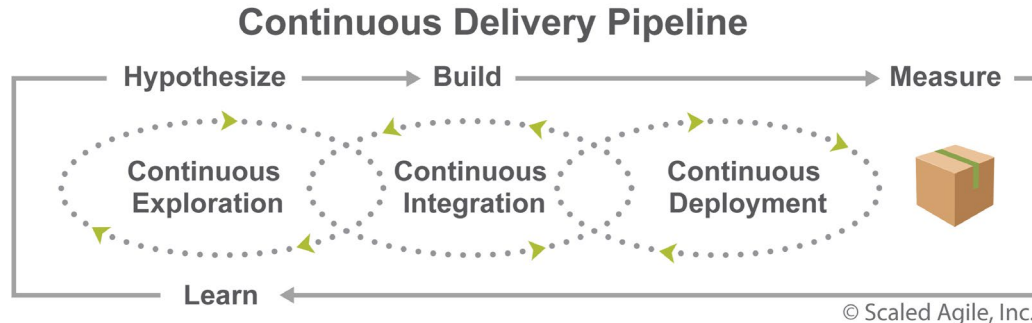 Continuous Delivery Pipeline
Hypothesize
Build
Measure
Continuous
Exploration
Continuous
Integration
Continuous
Deployment
Learn
© Scaled Agile, Inc.